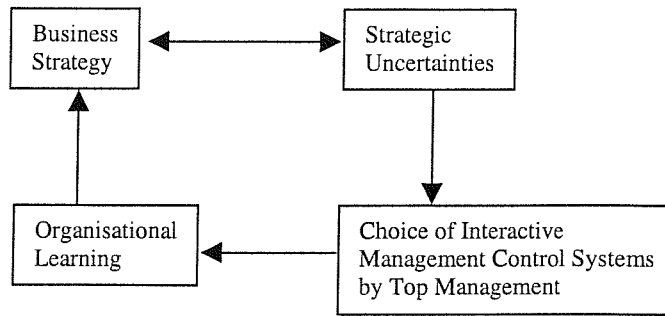 Business
Strategy
Strategic
Uncertainties
Organisational
Learning
Choice of Interactive
Management Control Systems
by Top Management